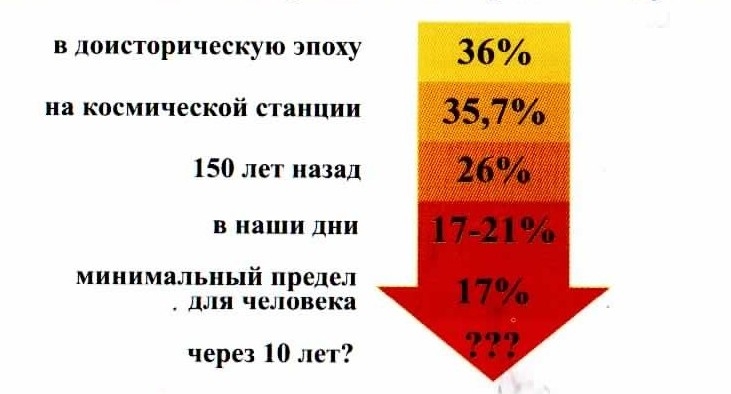 в доисторическую эпоху 36%
на космической станции 35,7%
150 лет назад 26%
в наши дни 17-21%
минимальный предел
для человека 17%
через 10 лет? ???